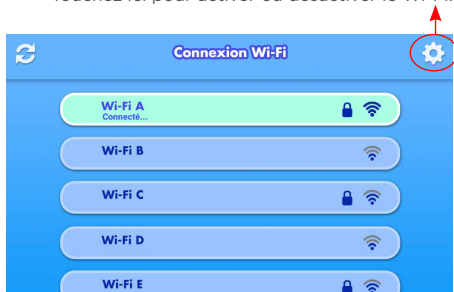 Touchez ici pour activer ou désactiver le Wi-Fi.
Connexion Wi-Fi
Wi-Fi A
Connecté...
Wi-Fi B
Wi-Fi C
Wi-Fi D
Wi-Fi E